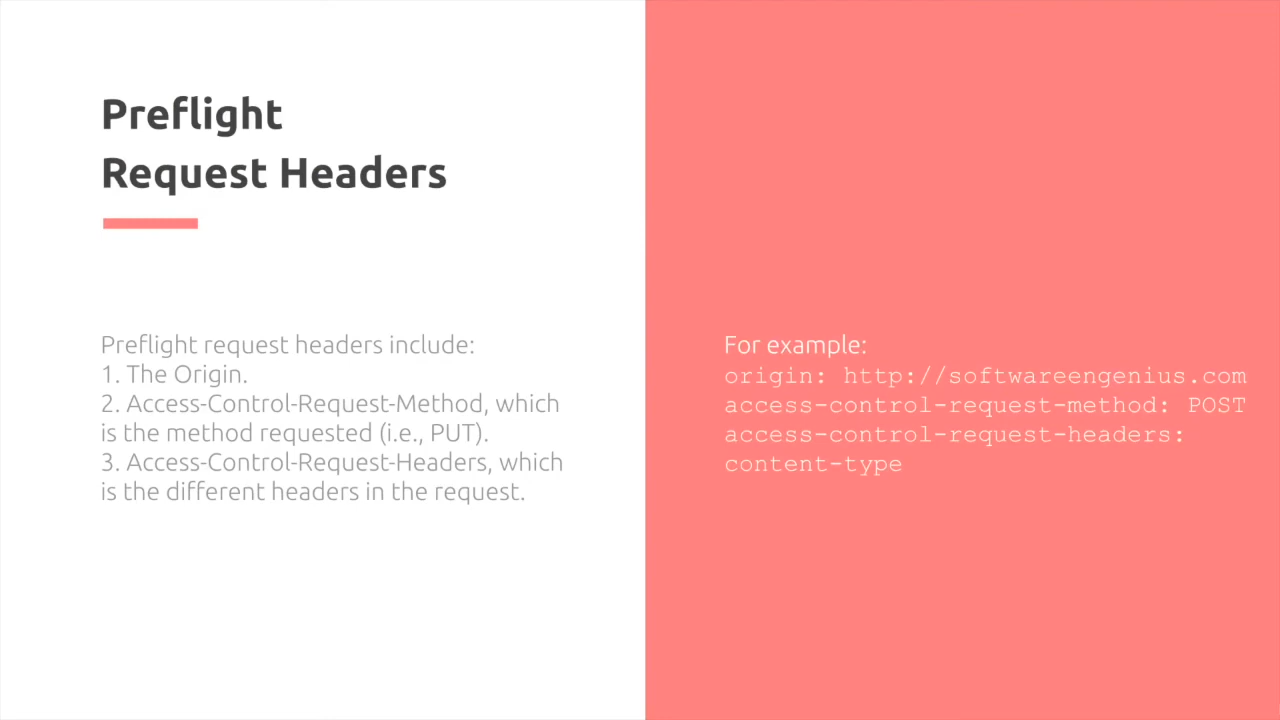 Preflight
Request Headers
Preflight request headers include:
1. The Origin.
2. Access-Control-Request-Method, which
is the method requested (i.e., PUT).
3. Access-Control-Request-Headers, which
is the different headers in the request.
For example:
origin: http://softwareengenius.com
access-control-request-method: POST
access-control-request-headers:
content-type